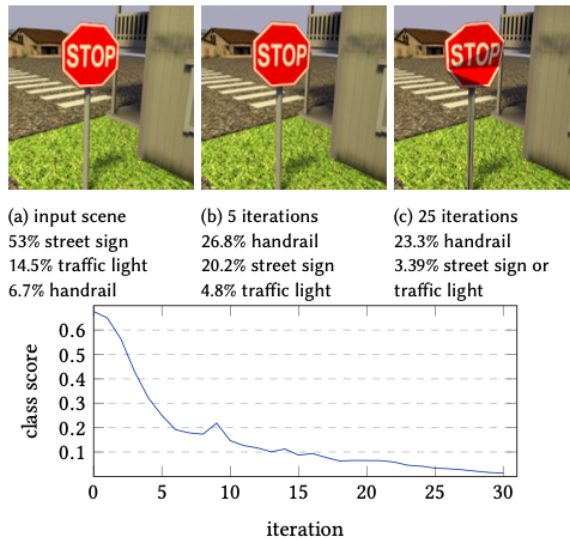 STOP
STOP
STOP
(a) input scene
53% street sign
14.5% traffic light
6.7% handrail
(b) 5 iterations
26.8% handrail
20.2% street sign
4.8% traffic light
(c) 25 iterations
23.3% handrail
3.39% street sign or
traffic light
class score
0.6
0.5
0.4
0.3
0.2
0.1
0 5 10 15 20 25 30
iteration